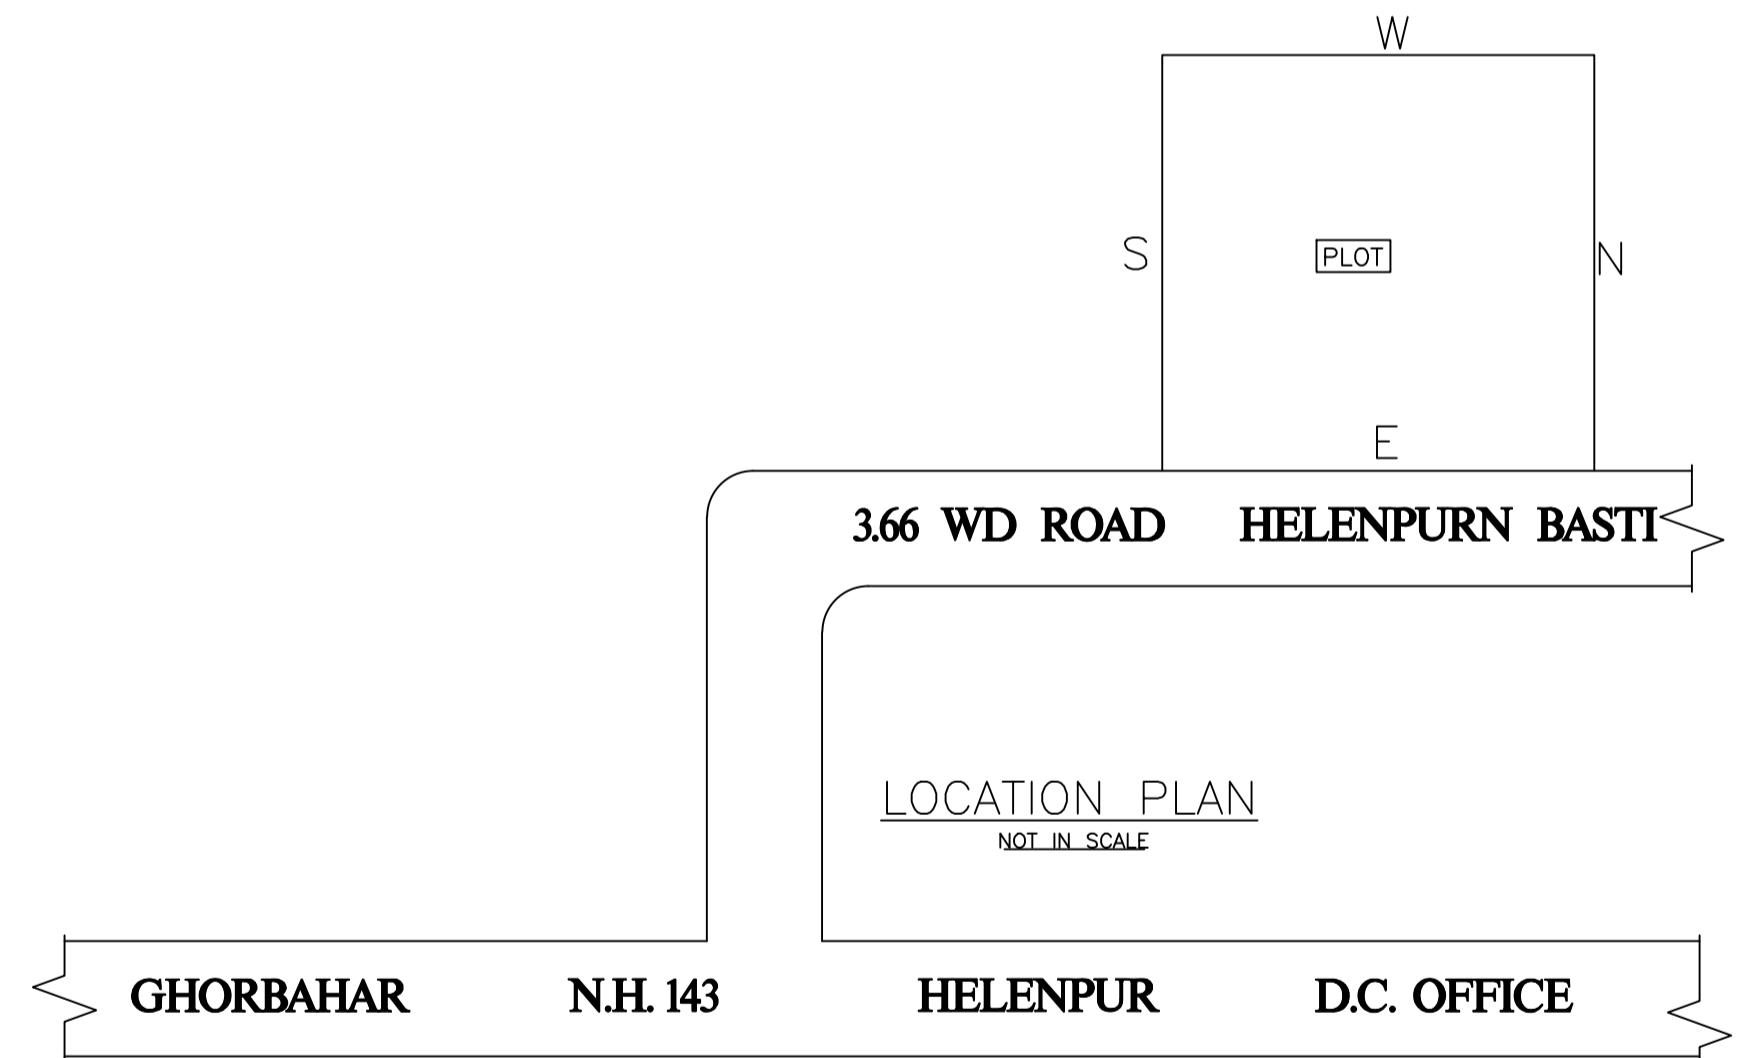 W
S
PLOT
N
E
3.66 WD ROAD HELENPURN BASTI
LOCATION PLAN
NOT IN SCALE
GHORBAHAR N.H. 143 HELENPUR D.C. OFFICE